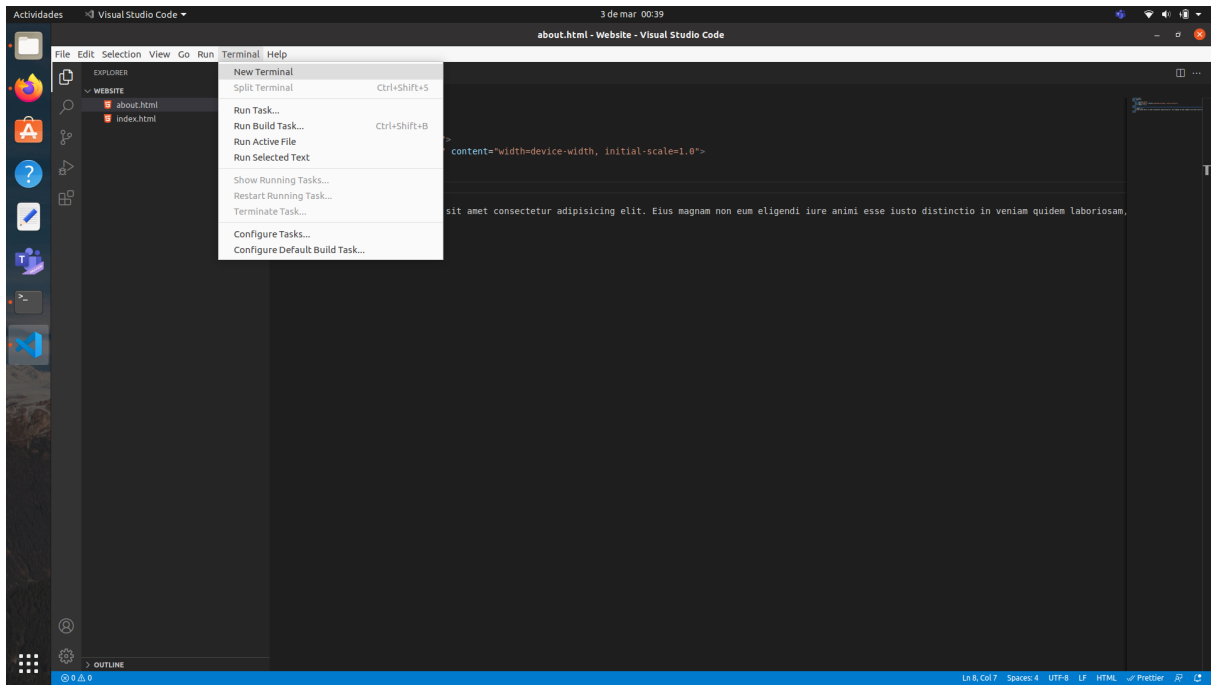 Actividades Visual Studio Code 3 de mar 00:39
about.html - Website - Visual Studio Code
File Edit Selection View Go Run Terminal Help
EXPLORER
WEBSITE
about.html
index.html
New Terminal
Split Terminal Ctrl+Shift+5
Run Task...
Run Build Task... Ctrl+Shift+B
Run Active File
Run Selected Text
Show Running Tasks...
Restart Running Task...
Terminate Task...
Configure Tasks...
Configure Default Build Task...
>
" content="width=device-width, initial-scale=1.0">
sit amet consectetur adipisicing elit. Eius magnam non eum eligendi iure animi esse iusto distinctio in veniam quidem laboriosam,
OUTLINE
0 0 Ln 8, Col 7 Spaces: 4 UTF-8 LF HTML Prettier